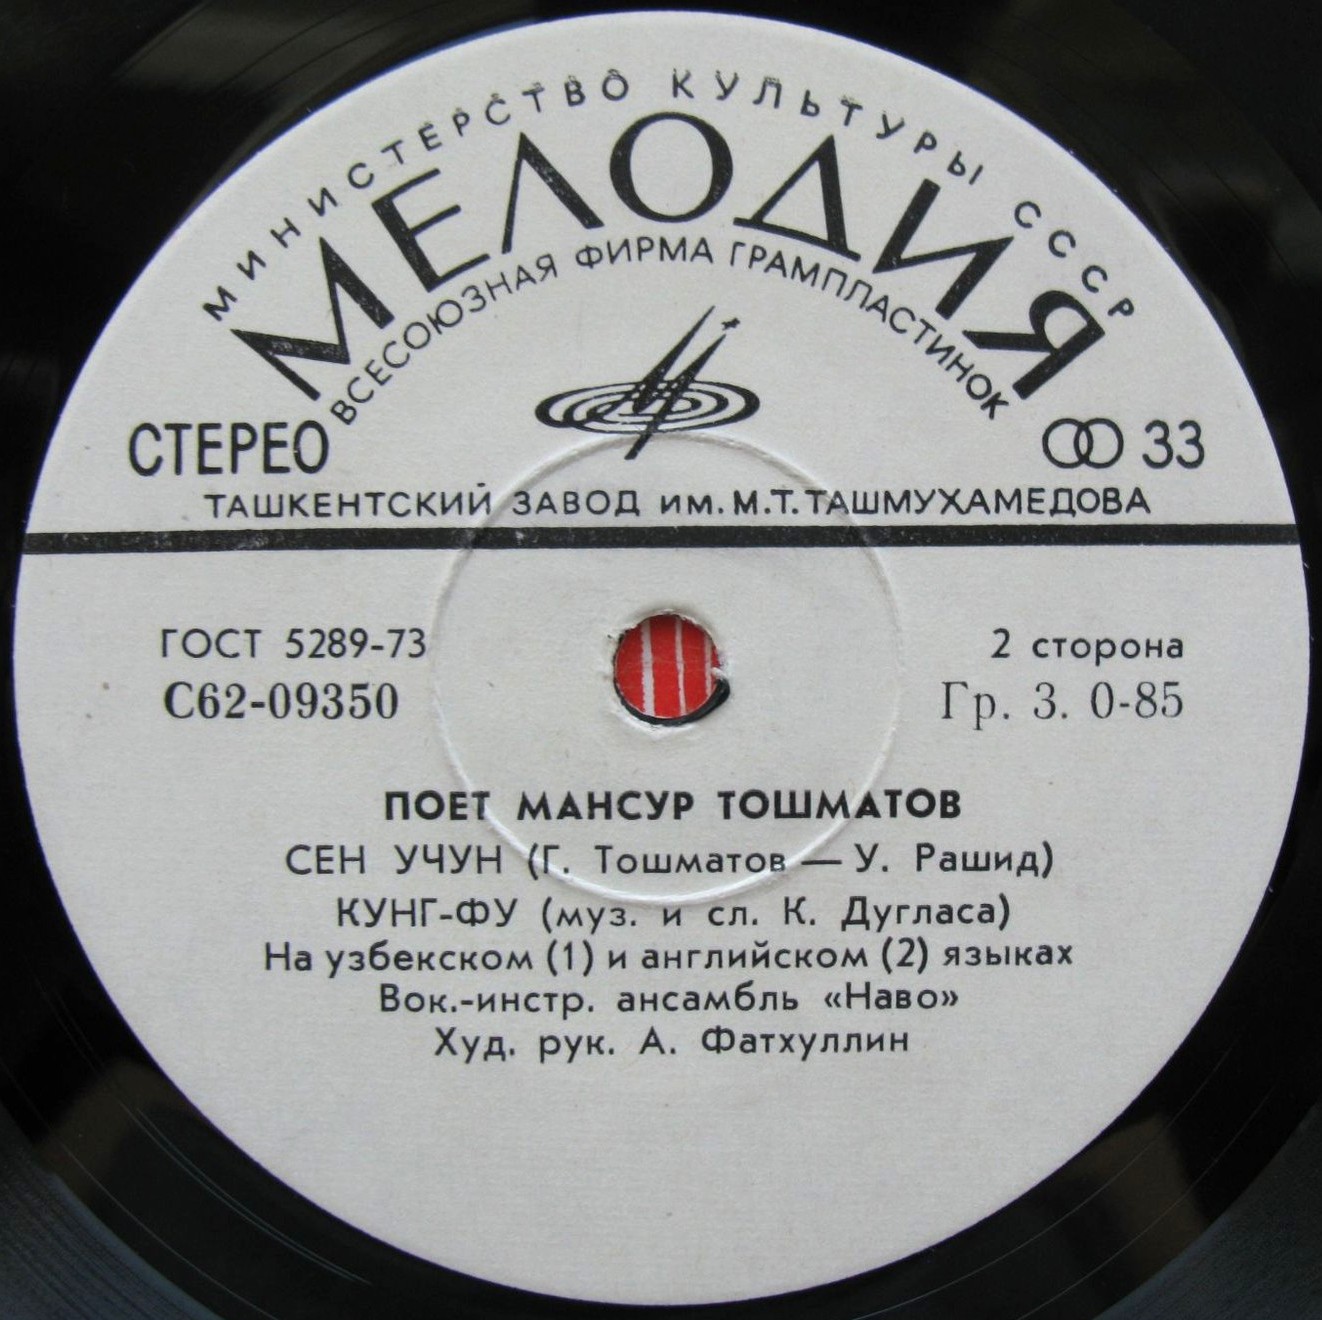 МИНИСТЕРСТВО КУЛЬТУРЫ СССР
МЕЛОДИЯ
ВСЕСОЮЗНАЯ ФИРМА ГРАМПЛАСТИНОК
СТЕРЕО 33
ТАШКЕНТСКИЙ ЗАВОД ИМ. М.Т. ТАШМУХАМЕДОВА
ГОСТ 5289-73 2 сторона
С62-09350 Гр. 3. 0-85
ПОЕТ МАНСУР ТОШМАТОВ
СЕН УЧУН (Г. Тошматов — У. Рашид)
КУНГ-ФУ (муз. и сл. К. Дугласа)
На узбекском (1) и английском (2) языках
Вок.-инстр. ансамбль «Наво»
Худ. рук. А. Фатхуллин